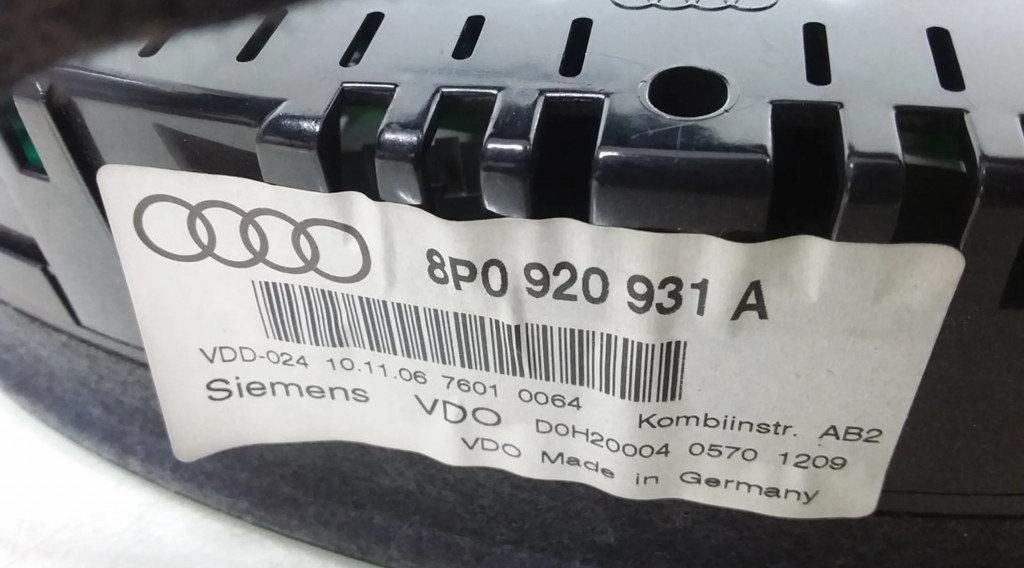 8P0 920 931 A
VDD-024 10.11.06 7601 0064
Kombiinstr. AB2
Siemens VDO D0H20004 0570 1209
VDO Made in Germany